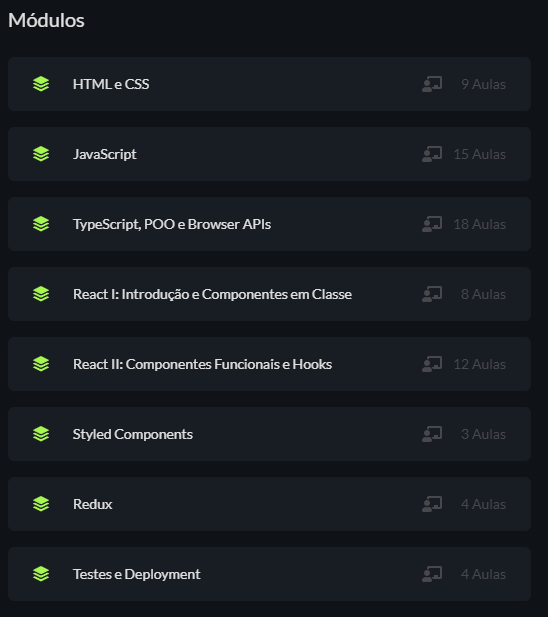 Módulos
HTML e CSS 9 Aulas
JavaScript 15 Aulas
TypeScript, POO e Browser APIs 18 Aulas
React I: Introdução e Componentes em Classe 8 Aulas
React II: Componentes Funcionais e Hooks 12 Aulas
Styled Components 3 Aulas
Redux 4 Aulas
Testes e Deployment 4 Aulas